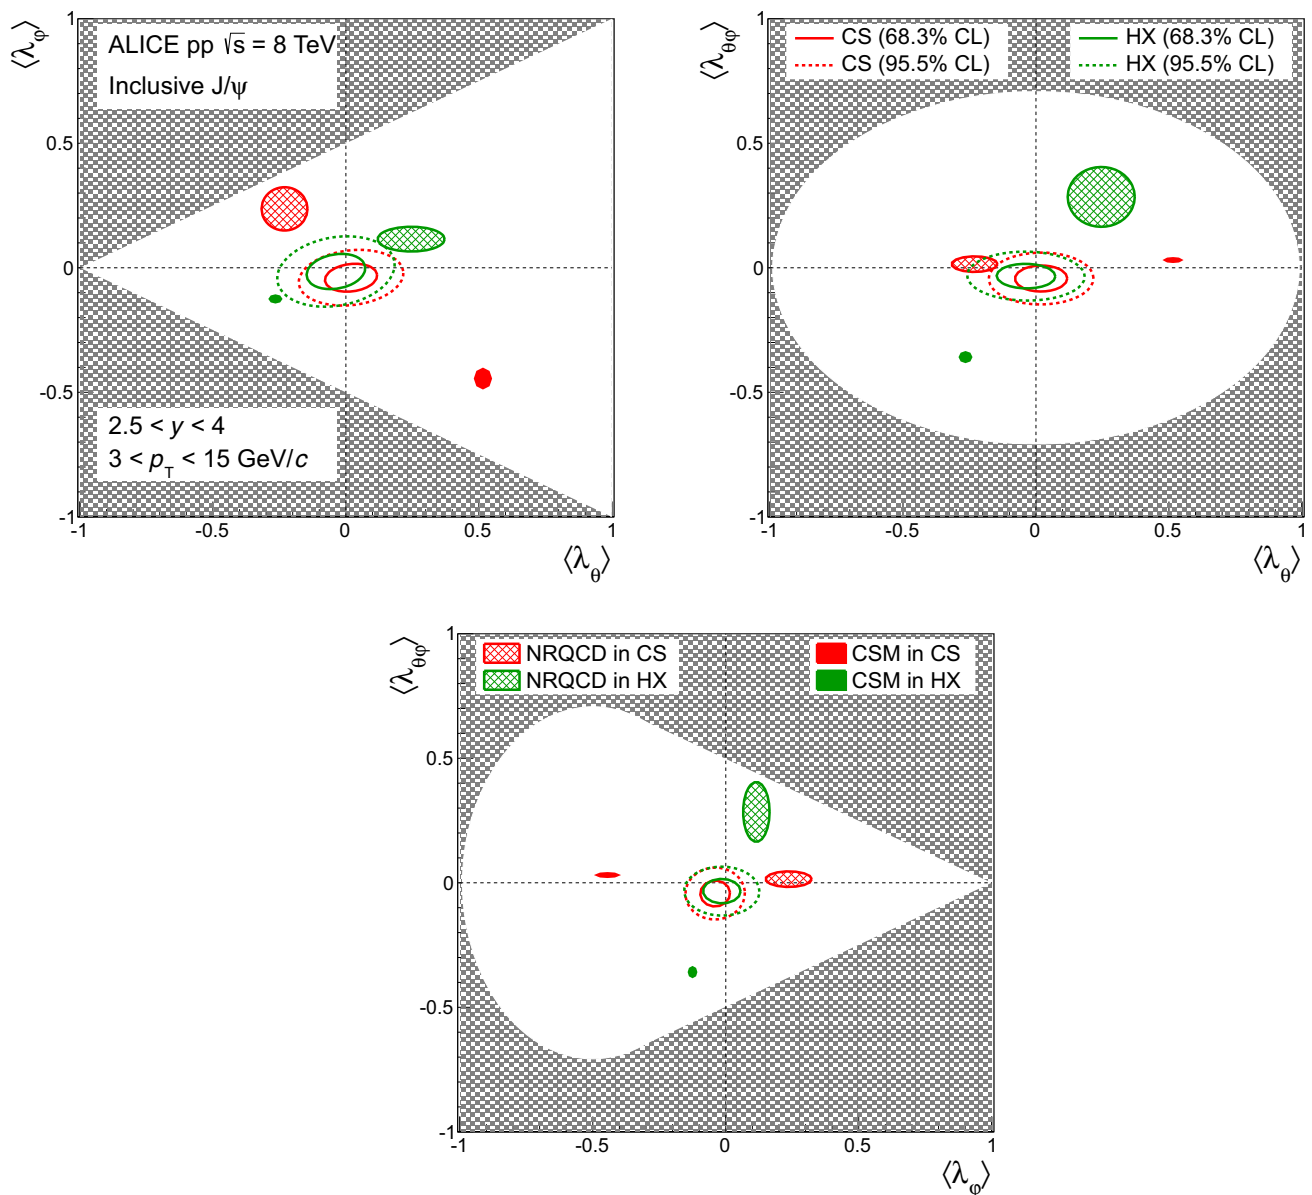 ⟨λφ⟩
1
0.5
0
-0.5
-1
ALICE pp √s = 8 TeV
Inclusive J/ψ
2.5 < y < 4
3 < pT < 15 GeV/c
-1 -0.5 0 0.5 1
⟨λθ⟩
⟨λθφ⟩
1
0.5
0
-0.5
-1
CS (68.3% CL)
CS (95.5% CL)
HX (68.3% CL)
HX (95.5% CL)
-1 -0.5 0 0.5 1
⟨λθ⟩
⟨λθφ⟩
1
0.5
0
-0.5
-1
NRQCD in CS
NRQCD in HX
CSM in CS
CSM in HX
-1 -0.5 0 0.5 1
⟨λφ⟩